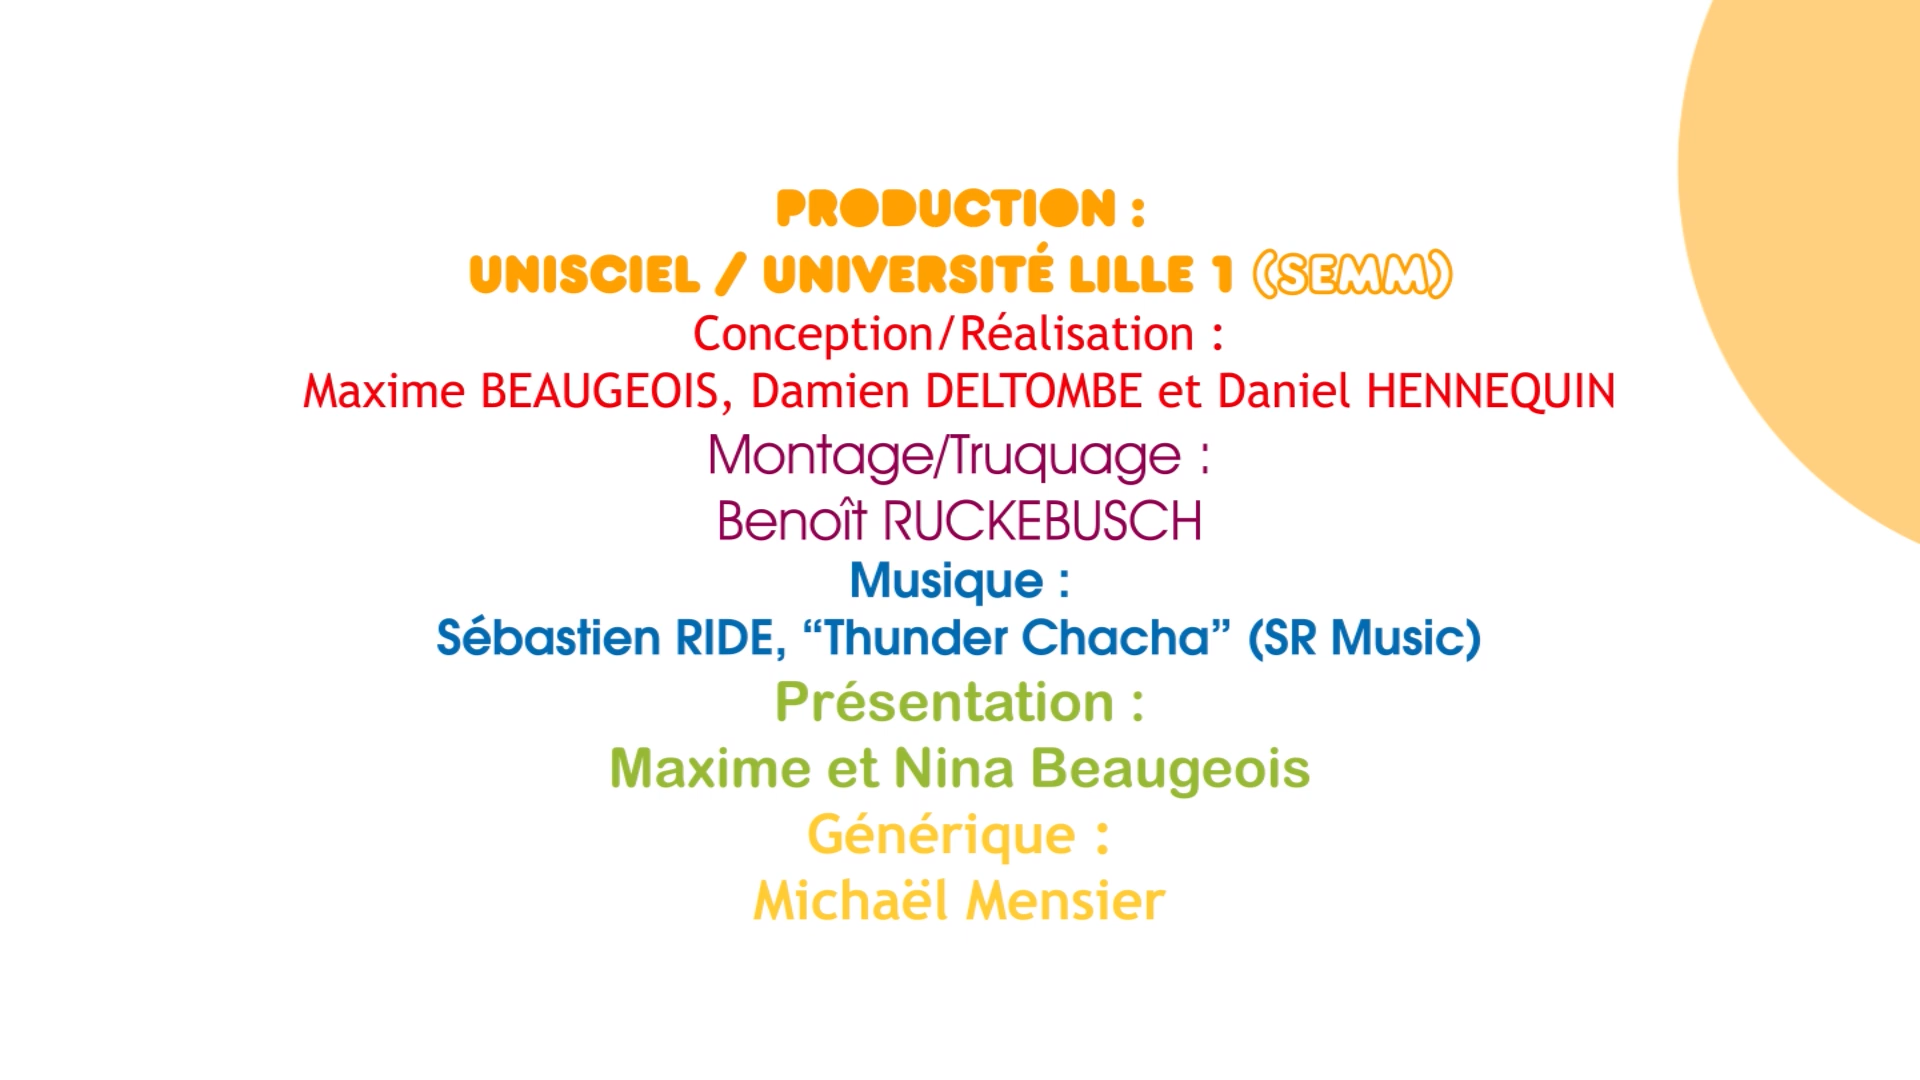 PRODUCTION :
UNISCIEL / UNIVERSITÉ LILLE 1 (SEMM)
Conception/Réalisation :
Maxime BEAUGEOIS, Damien DELTOMBE et Daniel HENNEQUIN
Montage/Truquage :
Benoît RUCKEBUSCH
Musique :
Sébastien RIDE, “Thunder Chacha” (SR Music)
Présentation :
Maxime et Nina Beaugeois
Générique :
Michaël Mensier